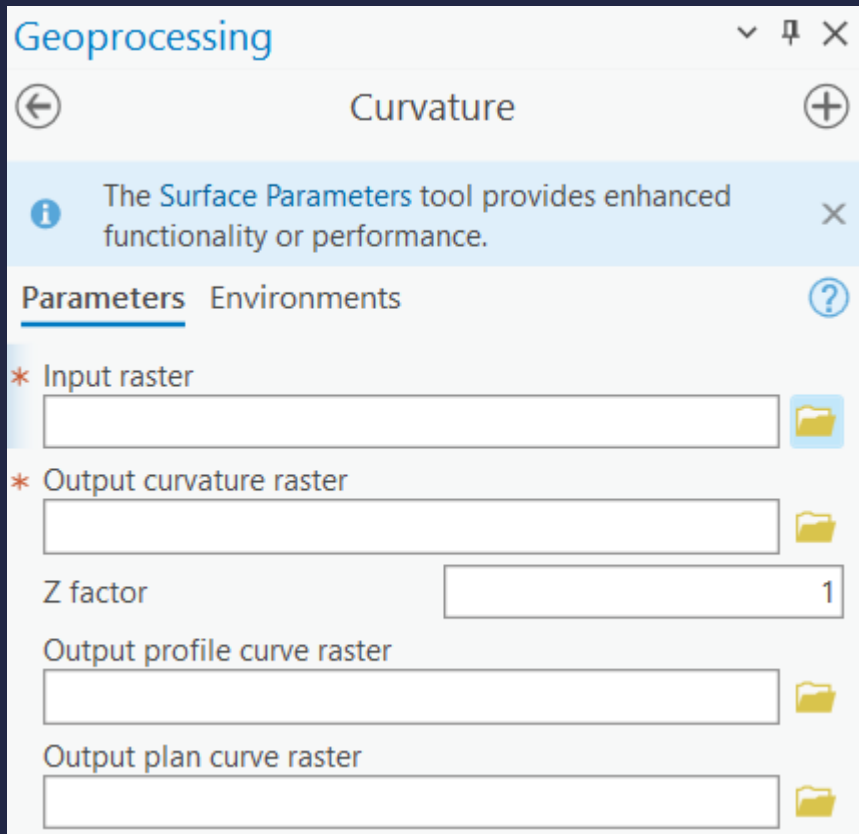 Geoprocessing
Curvature
The Surface Parameters tool provides enhanced
functionality or performance.
Parameters Environments
* Input raster
* Output curvature raster
Z factor 1
Output profile curve raster
Output plan curve raster